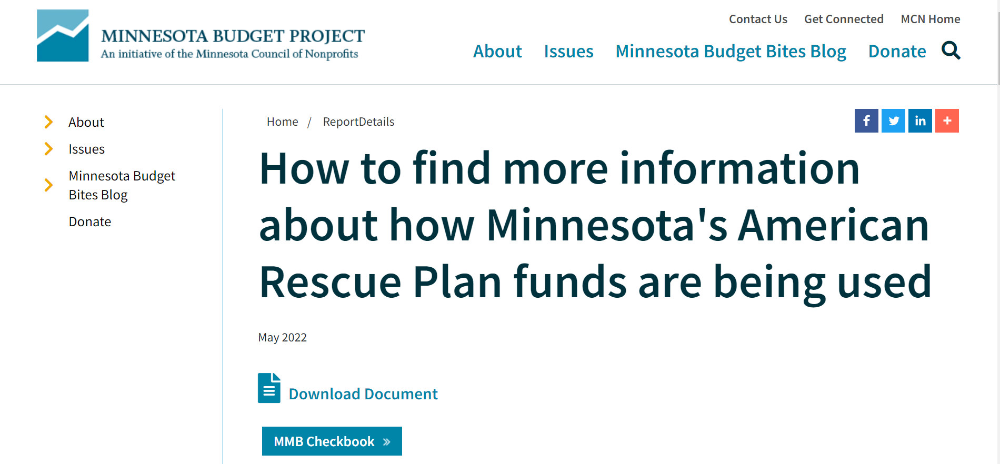 MINNESOTA BUDGET PROJECT
An initiative of the Minnesota Council of Nonprofits
Contact Us Get Connected MCN Home
About Issues Minnesota Budget Bites Blog Donate
About
Issues
Minnesota Budget
Bites Blog
Donate
Home / ReportDetails
How to find more information
about how Minnesota's American
Rescue Plan funds are being used
May 2022
Download Document
MMB Checkbook »